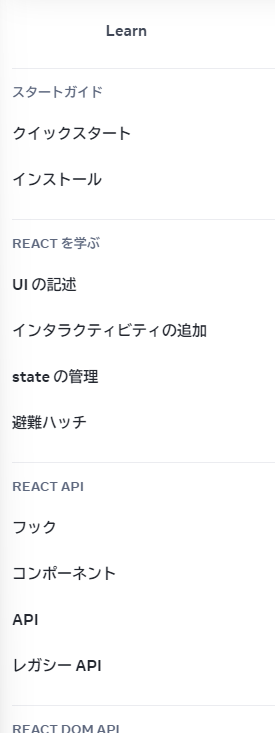 Learn
スタートガイド
クイックスタート
インストール
REACT を学ぶ
UI の記述
インタラクティビティの追加
state の管理
避難ハッチ
REACT API
フック
コンポーネント
API
レガシー API
REACT DOM API